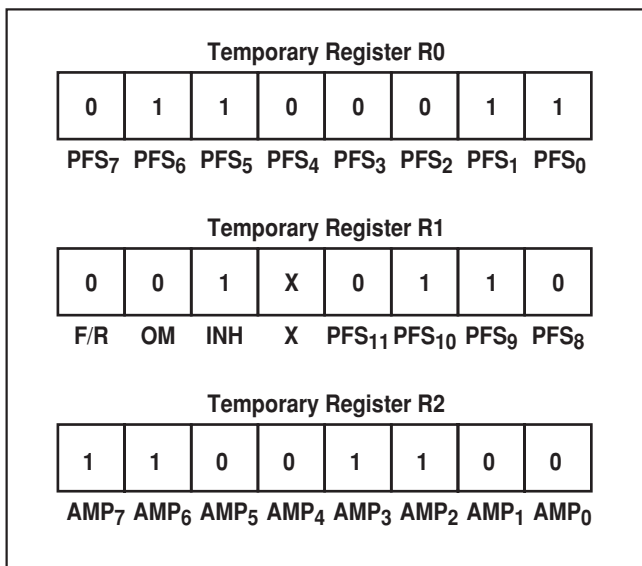 Temporary Register R0
0 1 1 0 0 0 1 1
PFS7 PFS6 PFS5 PFS4 PFS3 PFS2 PFS1 PFS0
Temporary Register R1
0 0 1 X 0 1 1 0
F/R OM INH X PFS11 PFS10 PFS9 PFS8
Temporary Register R2
1 1 0 0 1 1 0 0
AMP7 AMP6 AMP5 AMP4 AMP3 AMP2 AMP1 AMP0